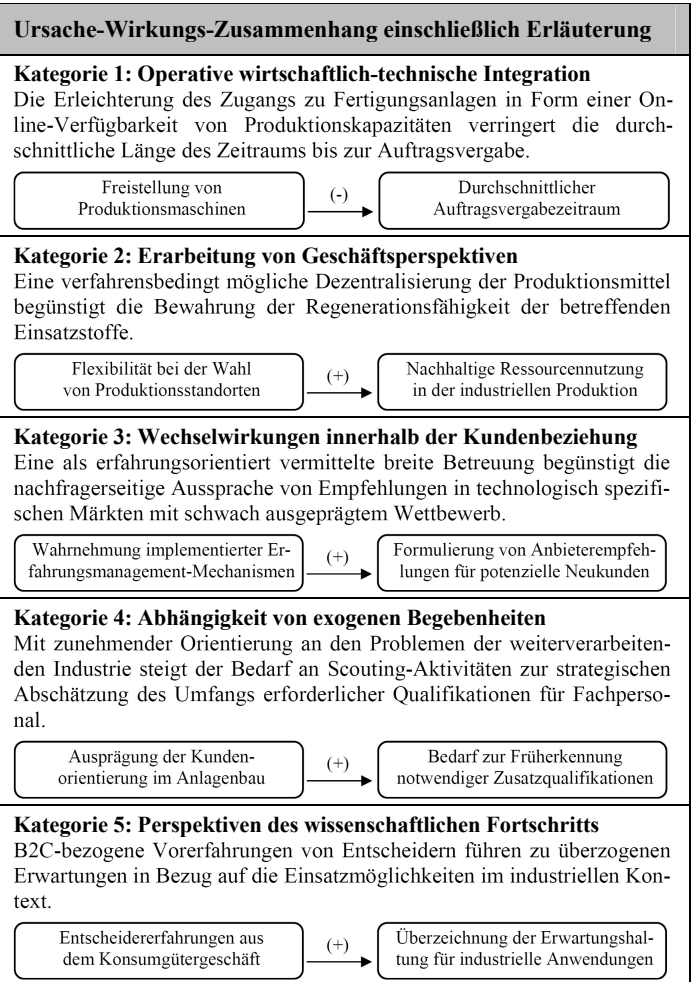 Ursache-Wirkungs-Zusammenhang einschließlich Erläuterung
Kategorie 1: Operative wirtschaftlich-technische Integration
Die Erleichterung des Zugangs zu Fertigungsanlagen in Form einer On-
line-Verfügbarkeit von Produktionskapazitäten verringert die durch-
schnittliche Länge des Zeitraums bis zur Auftragsvergabe.
Freistellung von
Produktionsmaschinen
(-)
Durchschnittlicher
Auftragsvergabezeitraum
Kategorie 2: Erarbeitung von Geschäftsperspektiven
Eine verfahrensbedingt mögliche Dezentralisierung der Produktionsmittel
begünstigt die Bewahrung der Regenerationsfähigkeit der betreffenden
Einsatzstoffe.
Flexibilität bei der Wahl
von Produktionsstandorten
(+)
Nachhaltige Ressourcennutzung
in der industriellen Produktion
Kategorie 3: Wechselwirkungen innerhalb der Kundenbeziehung
Eine als erfahrungsorientiert vermittelte breite Betreuung begünstigt die
nachfragerseitige Aussprache von Empfehlungen in technologisch spezifi-
schen Märkten mit schwach ausgeprägtem Wettbewerb.
Wahrnehmung implementierter Er-
fahrungsmanagement-Mechanismen
(+)
Formulierung von Anbieterempfeh-
lungen für potenzielle Neukunden
Kategorie 4: Abhängigkeit von exogenen Begebenheiten
Mit zunehmender Orientierung an den Problemen der weiterverarbeiten-
den Industrie steigt der Bedarf an Scouting-Aktivitäten zur strategischen
Abschätzung des Umfangs erforderlicher Qualifikationen für Fachperso-
nal.
Ausprägung der Kunden-
orientierung im Anlagenbau
(+)
Bedarf zur Früherkennung
notwendiger Zusatzqualifikationen
Kategorie 5: Perspektiven des wissenschaftlichen Fortschritts
B2C-bezogene Vorerfahrungen von Entscheidern führen zu überzogenen
Erwartungen in Bezug auf die Einsatzmöglichkeiten im industriellen Kon-
text.
Entscheidererfahrungen aus
dem Konsumgütergeschäft
(+)
Überzeichnung der Erwartungshal-
tung für industrielle Anwendungen